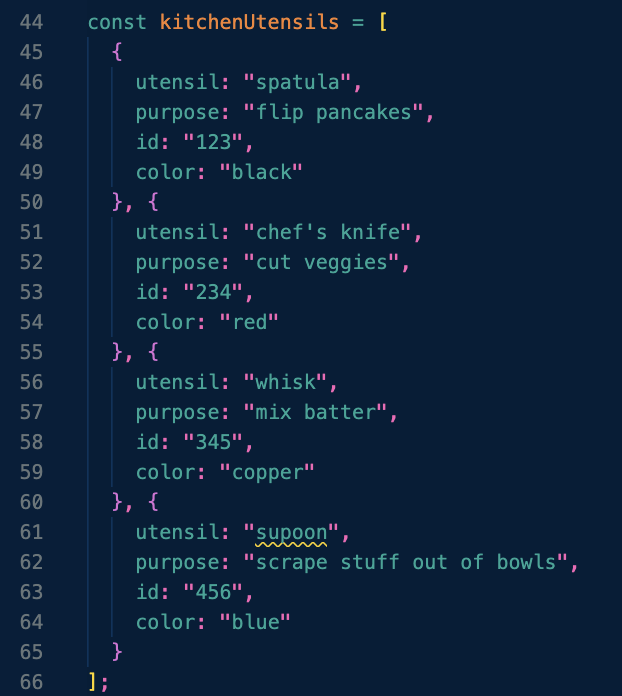 44 const kitchenUtensils = [
45 {
46 utensil: "spatula",
47 purpose: "flip pancakes",
48 id: "123",
49 color: "black"
50 }, {
51 utensil: "chef's knife",
52 purpose: "cut veggies",
53 id: "234",
54 color: "red"
55 }, {
56 utensil: "whisk",
57 purpose: "mix batter",
58 id: "345",
59 color: "copper"
60 }, {
61 utensil: "supoon",
62 purpose: "scrape stuff out of bowls",
63 id: "456",
64 color: "blue"
65 }
66 ];